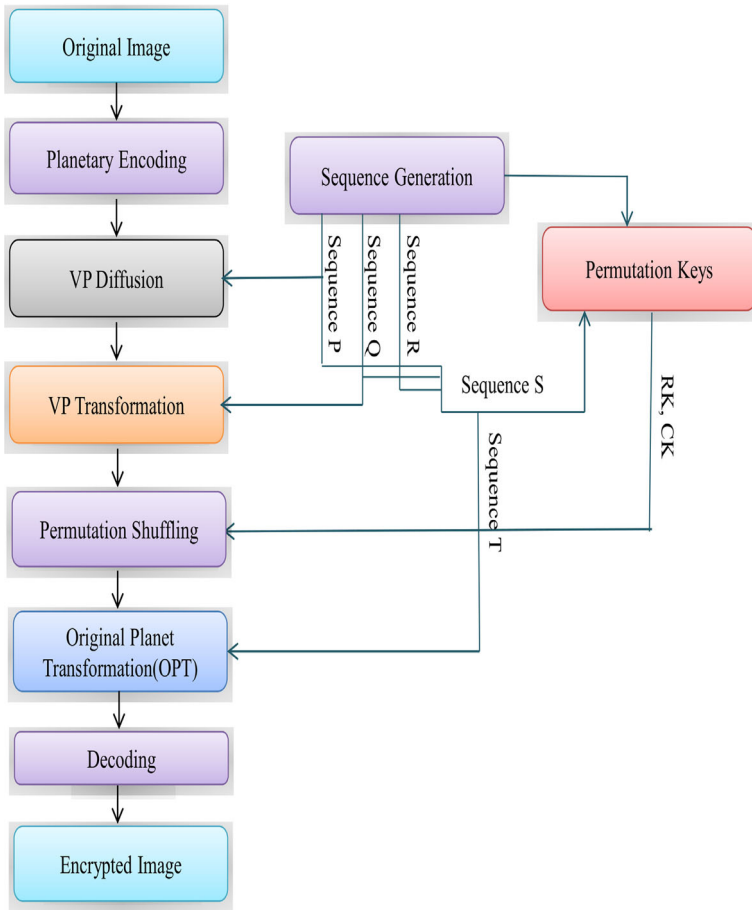 Original Image
Planetary Encoding
Sequence Generation
VP Diffusion
Sequence P
Sequence Q
Sequence R
Permutation Keys
VP Transformation
Sequence S
RK, CK
Sequence T
Permutation Shuffling
Original Planet
Transformation(OPT)
Decoding
Encrypted Image